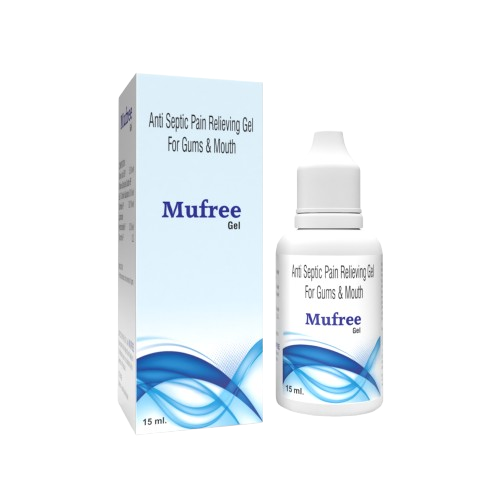 Anti Septic Pain Relieving Gel
For Gums & Mouth
Mufree
Gel
15 ml.
Mufree
Anti Septic Pain Relieving Gel
For Gums & Mouth
Mufree
Gel
15 ml.